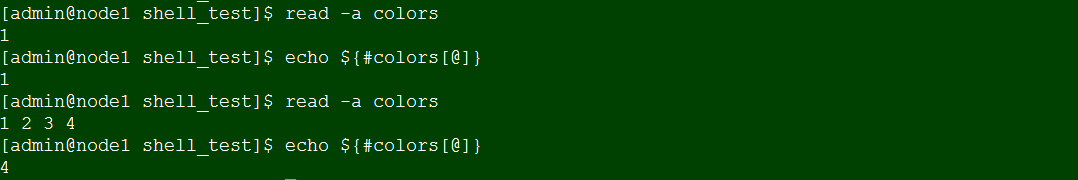 [admin@node1 shell_test]$ read -a colors
1
[admin@node1 shell_test]$ echo ${#colors[@]}
1
[admin@node1 shell_test]$ read -a colors
1 2 3 4
[admin@node1 shell_test]$ echo ${#colors[@]}
4